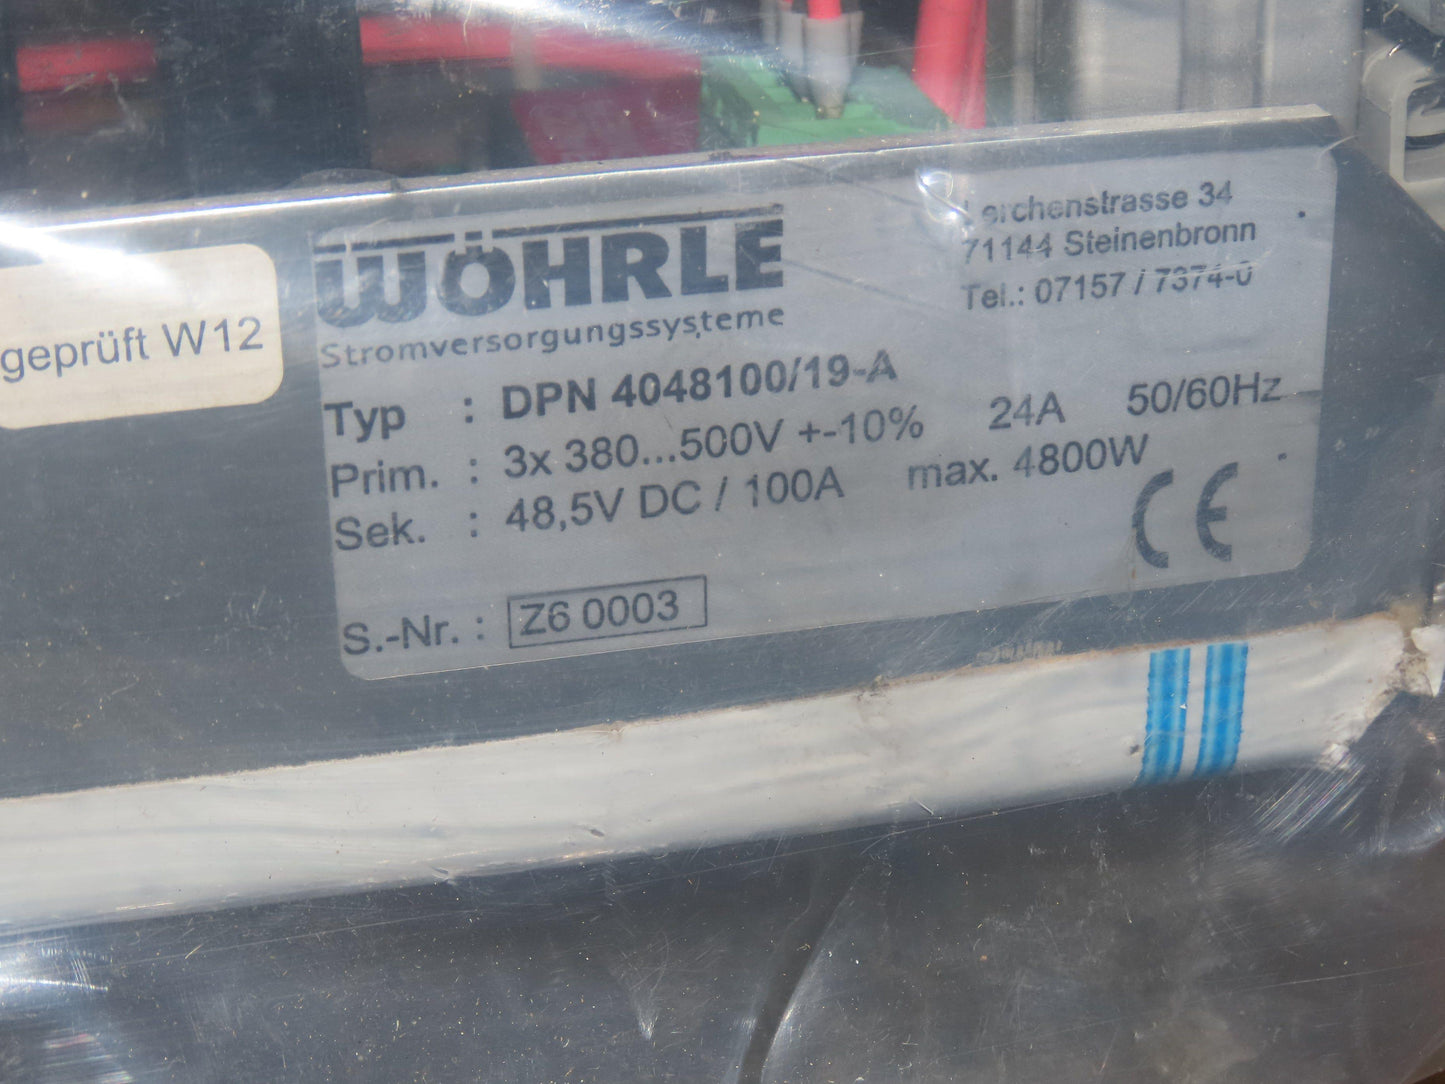 geprüft W12
WÖHRLE
Stromversorgungssysteme
Lerchenstrasse 34
71144 Steinenbronn
Tel.: 07157 / 7374-0
Typ : DPN 4048100/19-A
Prim. : 3x 380...500V +-10% 24A 50/60Hz
Sek. : 48,5V DC / 100A max. 4800W
CE
S.-Nr. : Z6 0003